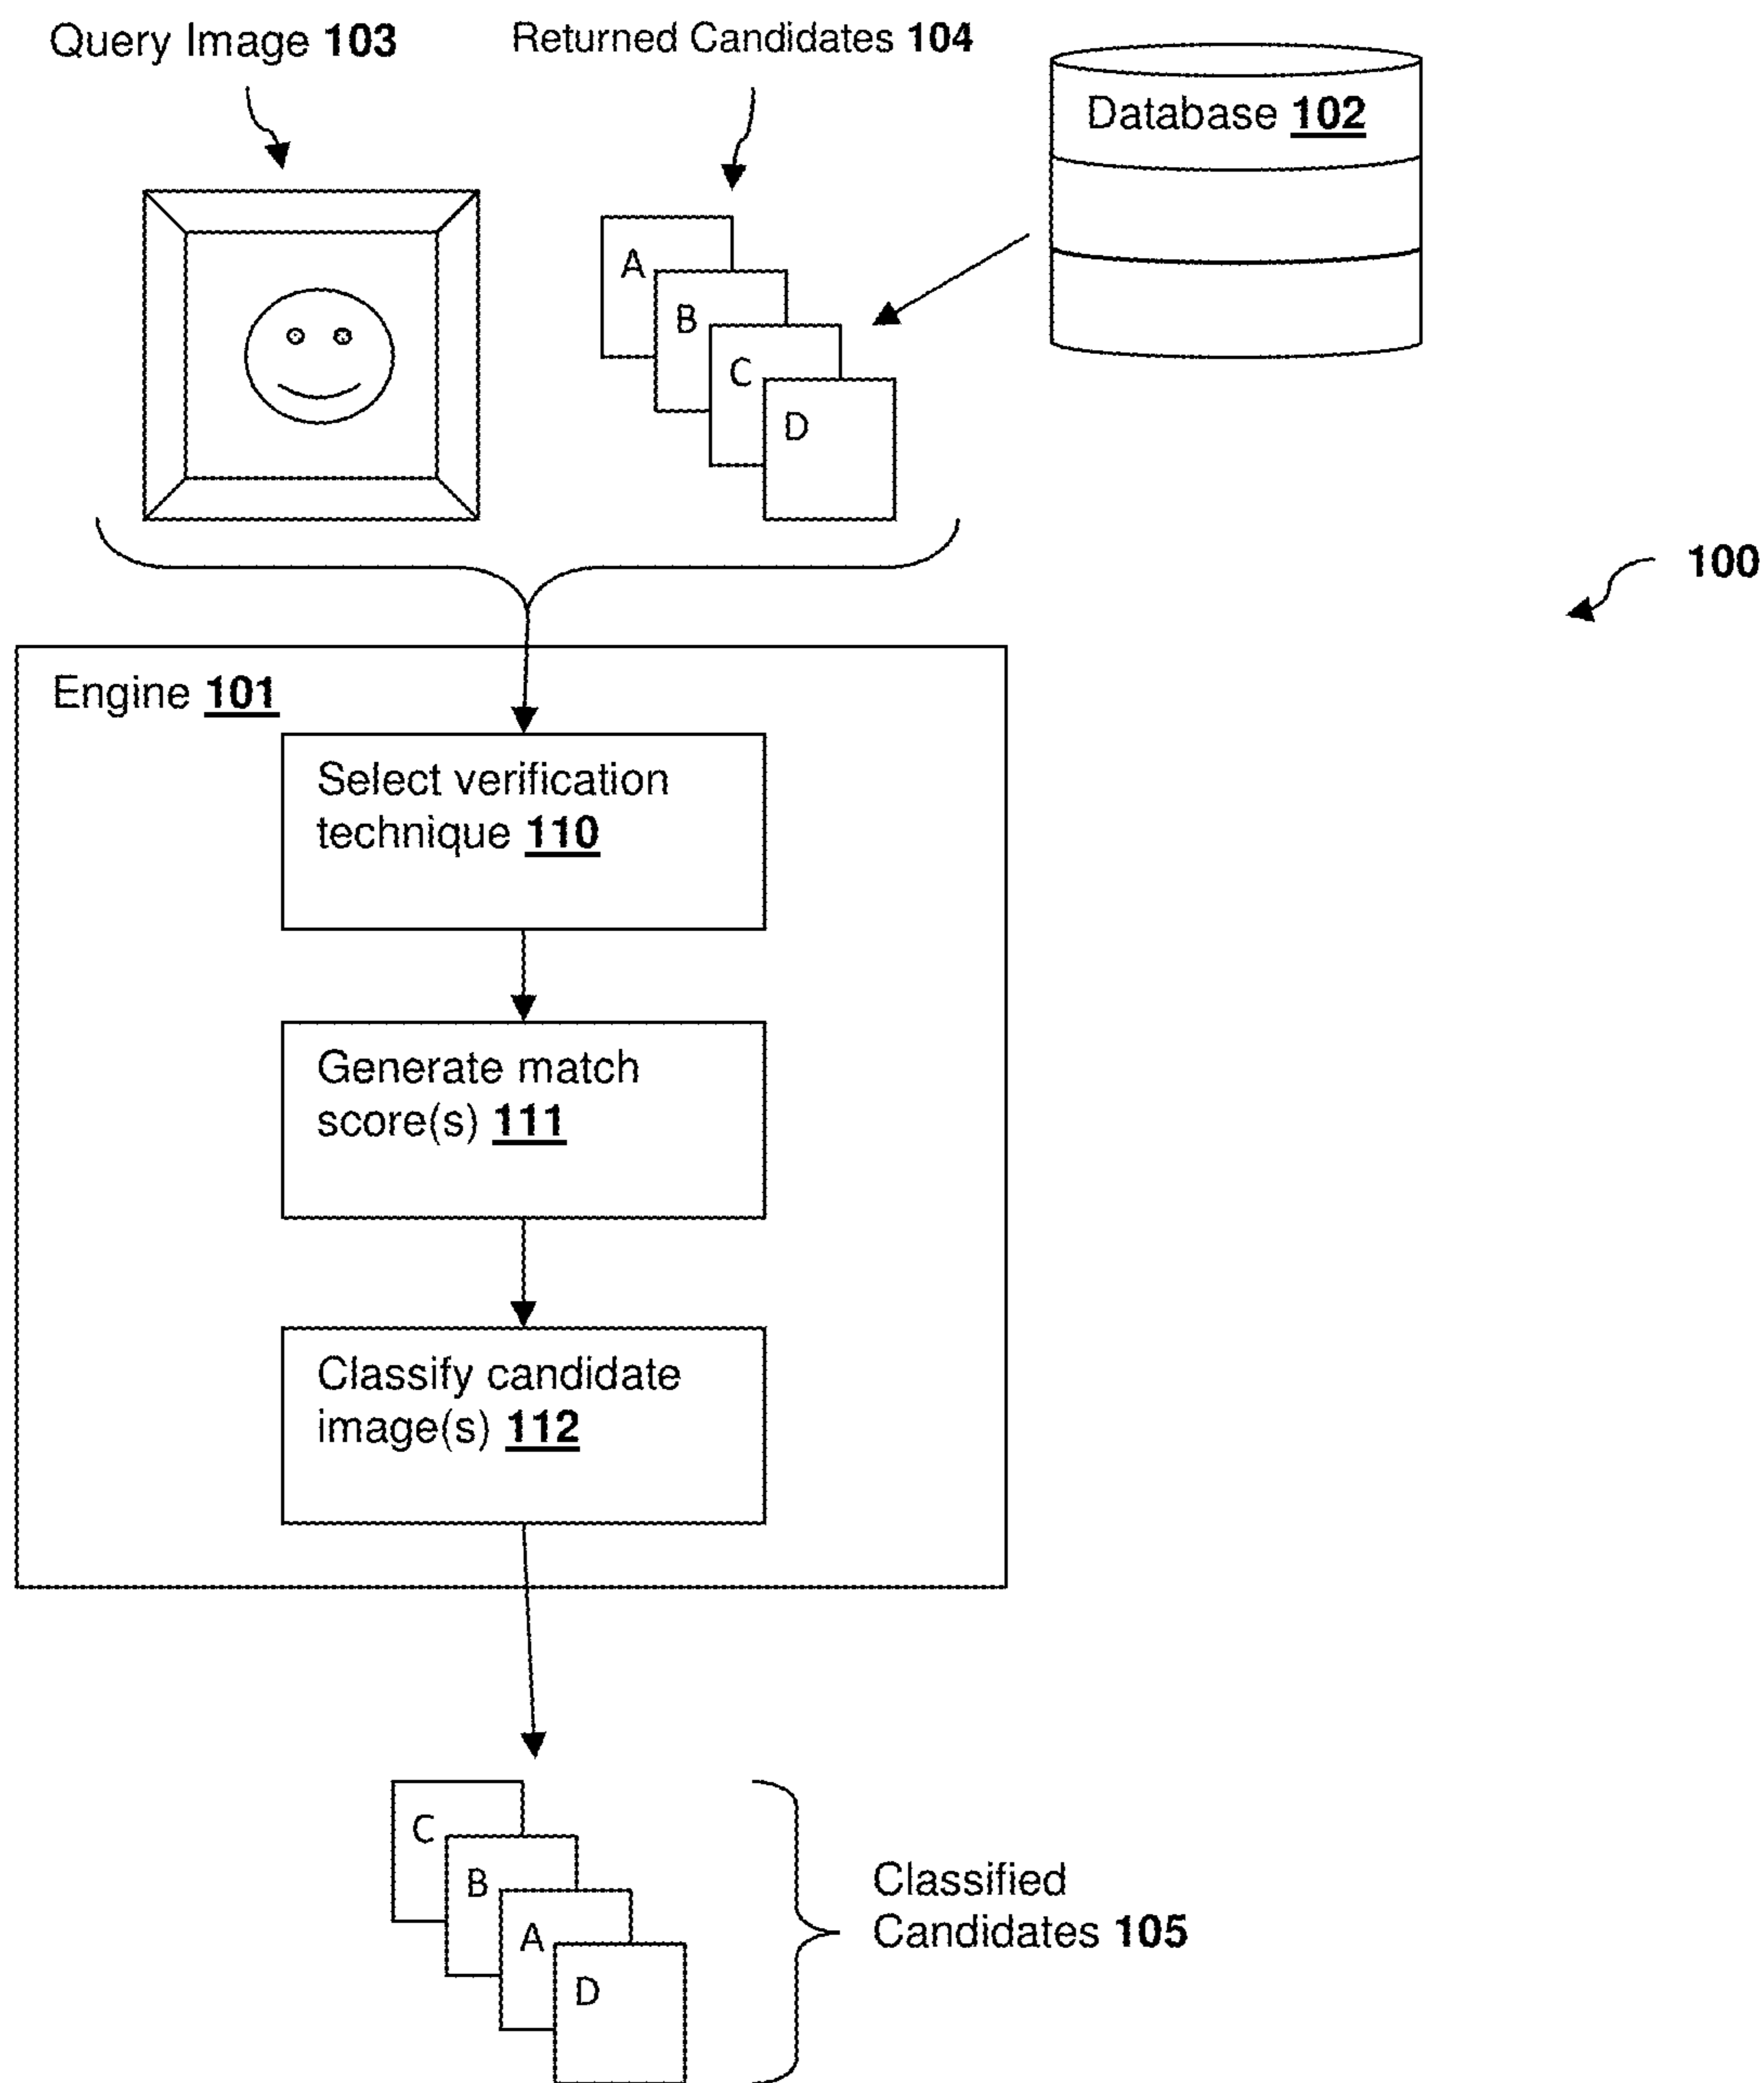 Query Image 103
Returned Candidates 104
Database 102
A
B
C
D
100
Engine 101
Select verification
technique 110
Generate match
score(s) 111
Classify candidate
image(s) 112
C
B
A
D
Classified
Candidates 105